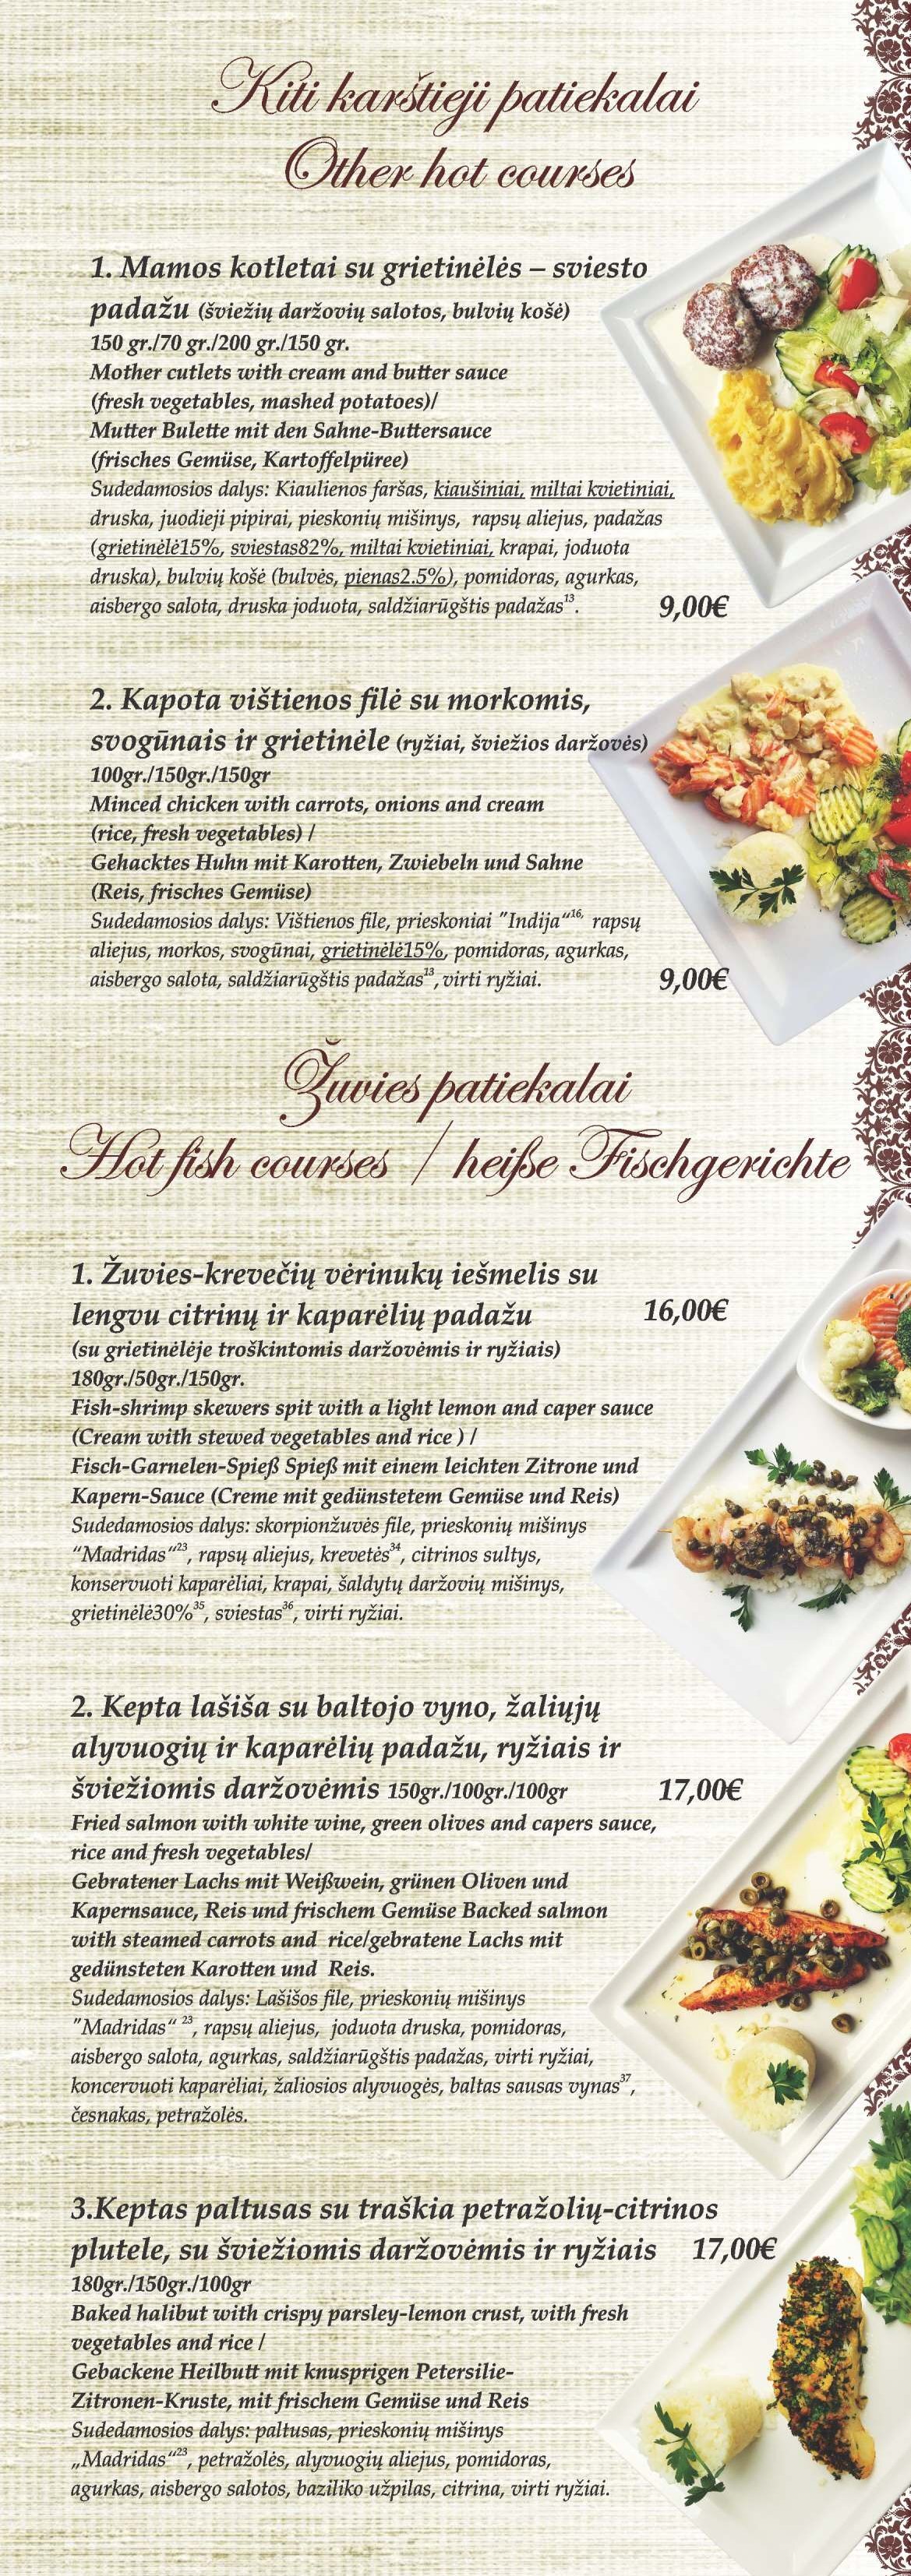 Kiti karštieji patiekalai
Other hot courses
1. Mamos kotletai su grietinėlės – sviesto
padažu (šviežių daržovių salotos, bulvių košė)
150 gr./70 gr./200 gr./150 gr.
Mother cutlets with cream and butter sauce
(fresh vegetables, mashed potatoes)/
Mutter Bulette mit den Sahne-Buttersauce
(frisches Gemüse, Kartoffelpüree)
Sudedamosios dalys: Kiaulienos faršas, kiaušiniai, miltai kvietiniai,
druska, juodieji pipirai, pieskonių mišinys, rapsų aliejus, padažas
(grietinėlė15%, sviestas82%, miltai kvietiniai, krapai, joduota
druska), bulvių košė (bulvės, pienas2.5%), pomidoras, agurkas,
aisbergo salota, druska joduota, saldžiarūgštis padažas¹³. 9,00€
2. Kapota vištienos filė su morkomis,
svogūnais ir grietinėle (ryžiai, šviežios daržovės)
100gr./150gr./150gr
Minced chicken with carrots, onions and cream
(rice, fresh vegetables) /
Gehacktes Huhn mit Karotten, Zwiebeln und Sahne
(Reis, frisches Gemüse)
Sudedamosios dalys: Vištienos file, prieskoniai "Indija“¹⁶, rapsų
aliejus, morkos, svogūnai, grietinėlė15%, pomidoras, agurkas,
aisbergo salota, saldžiarūgštis padažas¹³, virti ryžiai. 9,00€
Žuvies patiekalai
Hot fish courses / heiße Fischgerichte
1. Žuvies-krevečių vėrinukų iešmelis su
lengvu citrinų ir kaparėlių padažu 16,00€
(su grietinėlėje troškintomis daržovėmis ir ryžiais)
180gr./50gr./150gr.
Fish-shrimp skewers spit with a light lemon and caper sauce
(Cream with stewed vegetables and rice ) /
Fisch-Garnelen-Spieß Spieß mit einem leichten Zitrone und
Kapern-Sauce (Creme mit gedünstetem Gemüse und Reis)
Sudedamosios dalys: skorpionžuvės file, prieskonių mišinys
“Madridas“²³, rapsų aliejus, krevetės³⁴, citrinos sultys,
konservuoti kaparėliai, krapai, šaldytų daržovių mišinys,
grietinėlė30%³⁵, sviestas³⁶, virti ryžiai.
2. Kepta lašiša su baltojo vyno, žaliųjų
alyvuogių ir kaparėlių padažu, ryžiais ir
šviežiomis daržovėmis 150gr./100gr./100gr 17,00€
Fried salmon with white wine, green olives and capers sauce,
rice and fresh vegetables/
Gebratener Lachs mit Weißwein, grünen Oliven und
Kapernsauce, Reis und frischem Gemüse Backed salmon
with steamed carrots and rice/gebratene Lachs mit
gedünsteten Karotten und Reis.
Sudedamosios dalys: Lašišos file, prieskonių mišinys
"Madridas“ ²³, rapsų aliejus, joduota druska, pomidoras,
aisbergo salota, agurkas, saldžiarūgštis padažas, virti ryžiai,
koncervuoti kaparėliai, žaliosios alyvuogės, baltas sausas vynas³⁷,
česnakas, petražolės.
3.Keptas paltusas su traškia petražolių-citrinos
plutele, su šviežiomis daržovėmis ir ryžiais 17,00€
180gr./150gr./100gr
Baked halibut with crispy parsley-lemon crust, with fresh
vegetables and rice /
Gebackene Heilbutt mit knusprigen Petersilie-
Zitronen-Kruste, mit frischem Gemüse und Reis
Sudedamosios dalys: paltusas, prieskonių mišinys
„Madridas“²³, petražolės, alyvuogių aliejus, pomidoras,
agurkas, aisbergo salotos, baziliko užpilas, citrina, virti ryžiai.